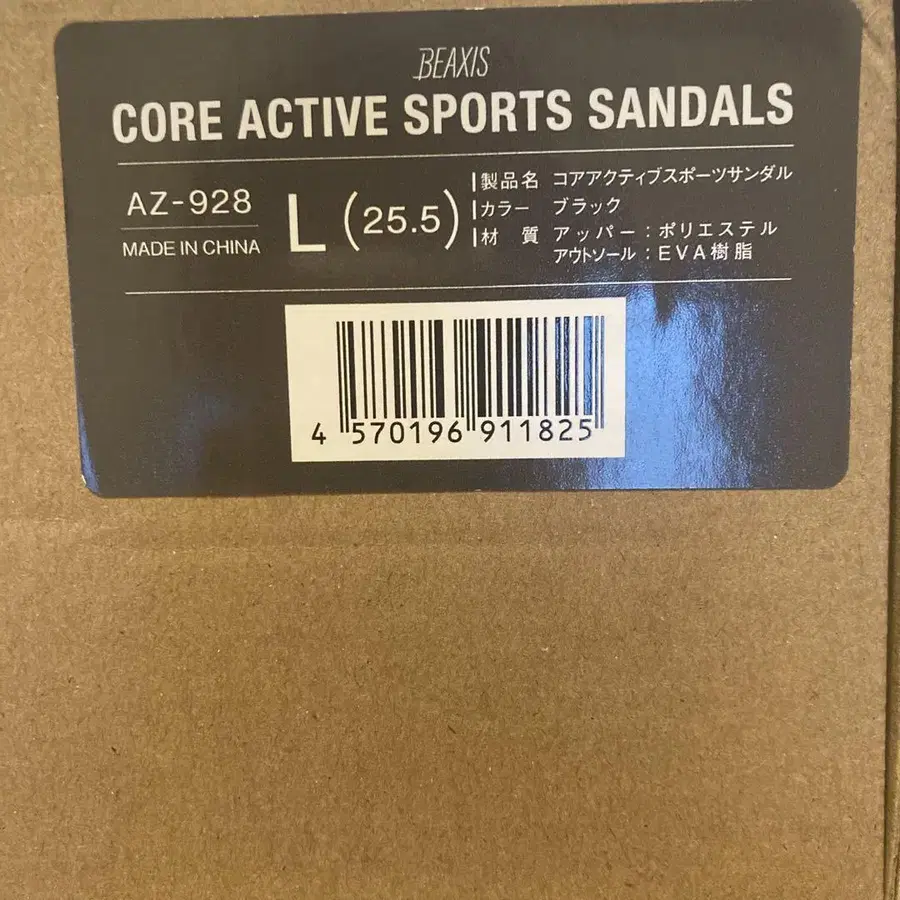 BEAXIS
CORE ACTIVE SPORTS SANDALS
AZ-928
MADE IN CHINA
L (25.5)
製品名 コアアクティブスポーツサンダル
カラー ブラック
材 質 アッパー：ポリエステル
アウトソール：EVA樹脂
4 570196 911825